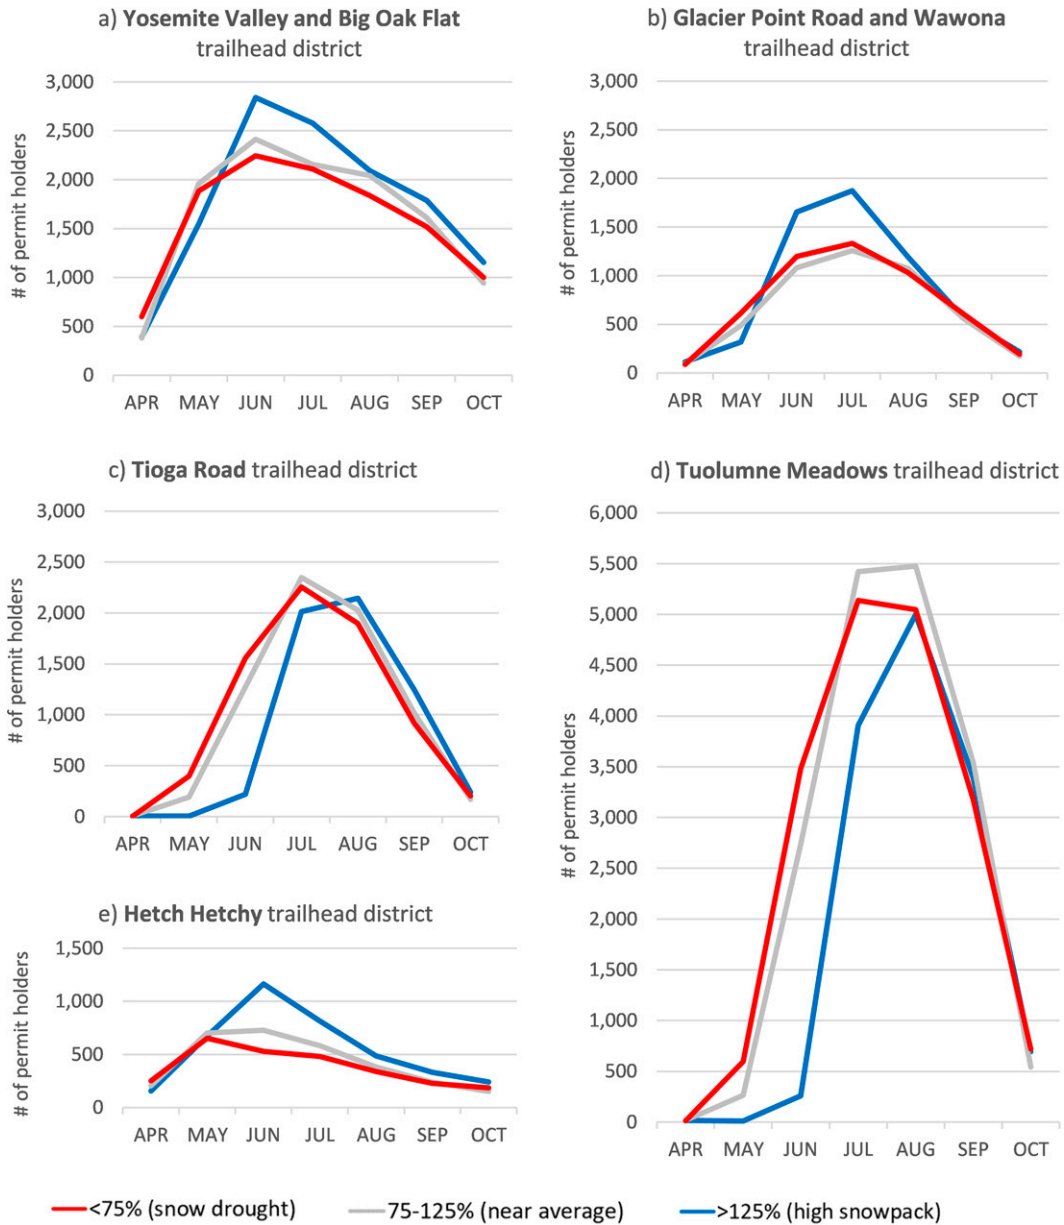 a) Yosemite Valley and Big Oak Flat
trailhead district
# of permit holders
3,000
2,500
2,000
1,500
1,000
500
0
APR MAY JUN JUL AUG SEP OCT
b) Glacier Point Road and Wawona
trailhead district
# of permit holders
3,000
2,500
2,000
1,500
1,000
500
0
APR MAY JUN JUL AUG SEP OCT
c) Tioga Road trailhead district
# of permit holders
3,000
2,500
2,000
1,500
1,000
500
0
APR MAY JUN JUL AUG SEP OCT
d) Tuolumne Meadows trailhead district
# of permit holders
6,000
5,500
5,000
4,500
4,000
3,500
3,000
2,500
2,000
1,500
1,000
500
0
APR MAY JUN JUL AUG SEP OCT
e) Hetch Hetchy trailhead district
# of permit holders
1,500
1,000
500
0
APR MAY JUN JUL AUG SEP OCT
<75% (snow drought) 75-125% (near average) >125% (high snowpack)